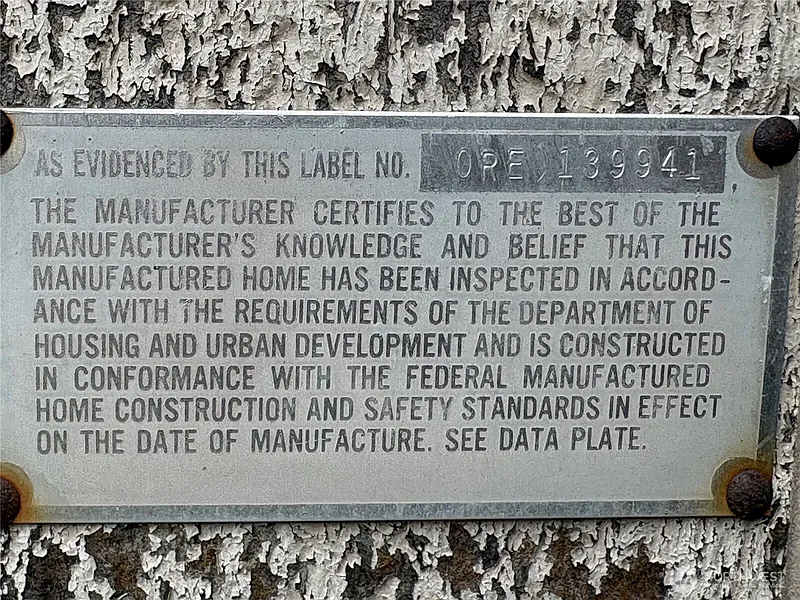 AS EVIDENCED BY THIS LABEL NO. ORE 139941
THE MANUFACTURER CERTIFIES TO THE BEST OF THE
MANUFACTURER'S KNOWLEDGE AND BELIEF THAT THIS
MANUFACTURED HOME HAS BEEN INSPECTED IN ACCORD-
ANCE WITH THE REQUIREMENTS OF THE DEPARTMENT OF
HOUSING AND URBAN DEVELOPMENT AND IS CONSTRUCTED
IN CONFORMANCE WITH THE FEDERAL MANUFACTURED
HOME CONSTRUCTION AND SAFETY STANDARDS IN EFFECT
ON THE DATE OF MANUFACTURE. SEE DATA PLATE.
NORTHWEST